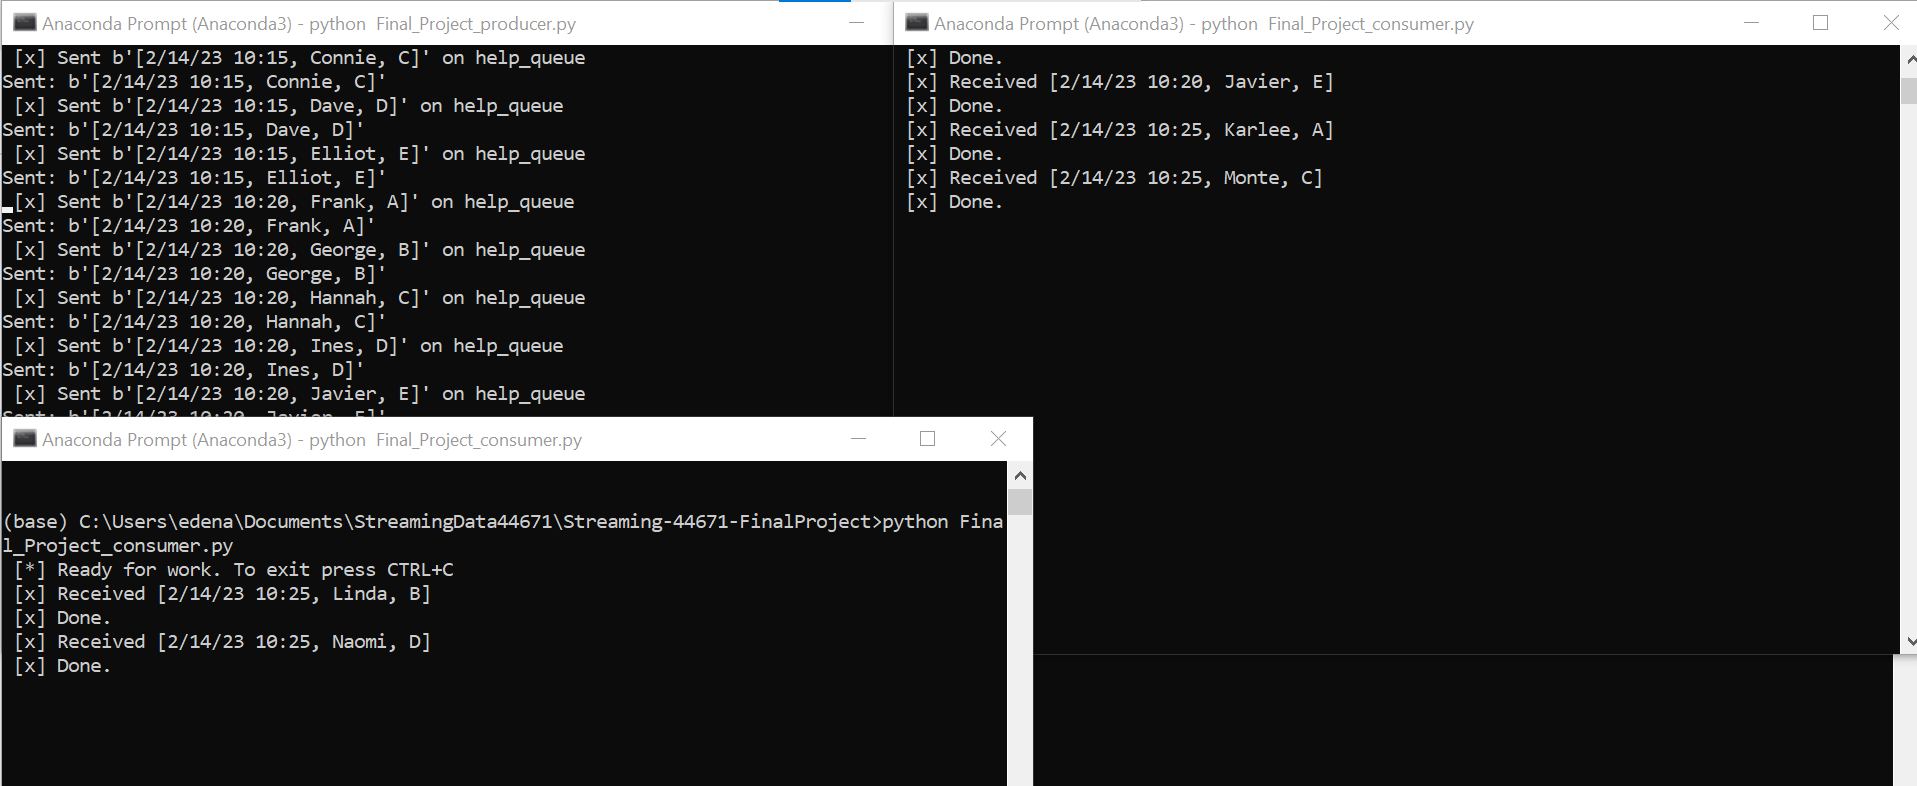 Anaconda Prompt (Anaconda3) - python  Final_Project_producer.py
[x] Sent b'[2/14/23 10:15, Connie, C]' on help_queue
Sent: b'[2/14/23 10:15, Connie, C]'
[x] Sent b'[2/14/23 10:15, Dave, D]' on help_queue
Sent: b'[2/14/23 10:15, Dave, D]'
[x] Sent b'[2/14/23 10:15, Elliot, E]' on help_queue
Sent: b'[2/14/23 10:15, Elliot, E]'
[x] Sent b'[2/14/23 10:20, Frank, A]' on help_queue
Sent: b'[2/14/23 10:20, Frank, A]'
[x] Sent b'[2/14/23 10:20, George, B]' on help_queue
Sent: b'[2/14/23 10:20, George, B]'
[x] Sent b'[2/14/23 10:20, Hannah, C]' on help_queue
Sent: b'[2/14/23 10:20, Hannah, C]'
[x] Sent b'[2/14/23 10:20, Ines, D]' on help_queue
Sent: b'[2/14/23 10:20, Ines, D]'
[x] Sent b'[2/14/23 10:20, Javier, E]' on help_queue
Sent: b'[2/14/23 10:20, Javier, E]'
Anaconda Prompt (Anaconda3) - python  Final_Project_consumer.py
[x] Done.
[x] Received [2/14/23 10:20, Javier, E]
[x] Done.
[x] Received [2/14/23 10:25, Karlee, A]
[x] Done.
[x] Received [2/14/23 10:25, Monte, C]
[x] Done.
Anaconda Prompt (Anaconda3) - python  Final_Project_consumer.py
(base) C:\Users\edena\Documents\StreamingData44671\Streaming-44671-FinalProject>python Fina
l_Project_consumer.py
[*] Ready for work. To exit press CTRL+C
[x] Received [2/14/23 10:25, Linda, B]
[x] Done.
[x] Received [2/14/23 10:25, Naomi, D]
[x] Done.